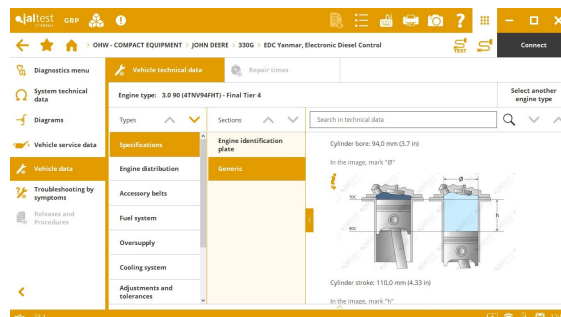 jaltest GRP
OHW - COMPACT EQUIPMENT > JOHN DEERE > 330G > EDC Yanmar, Electronic Diesel Control
TEST
Connect
Diagnostics menu
Vehicle technical data
Repair times
System technical data
Engine type: 3.0 90 (4TNV94FHT) - Final Tier 4
Select another engine type
Diagrams
Types
Sections
Search in technical data
Vehicle service data
Specifications
Engine identification plate
Cylinder bore: 94,0 mm (3.7 in)
Vehicle data
Engine distribution
Generic
In the image, mark "Ø"
Troubleshooting by symptoms
Accessory belts
Ø
TDC
Releases and Procedures
Fuel system
h
BDC
Oversupply
Cooling system
Cylinder stroke: 110,0 mm (4.33 in)
Adjustments and tolerances
In the image, mark "h"